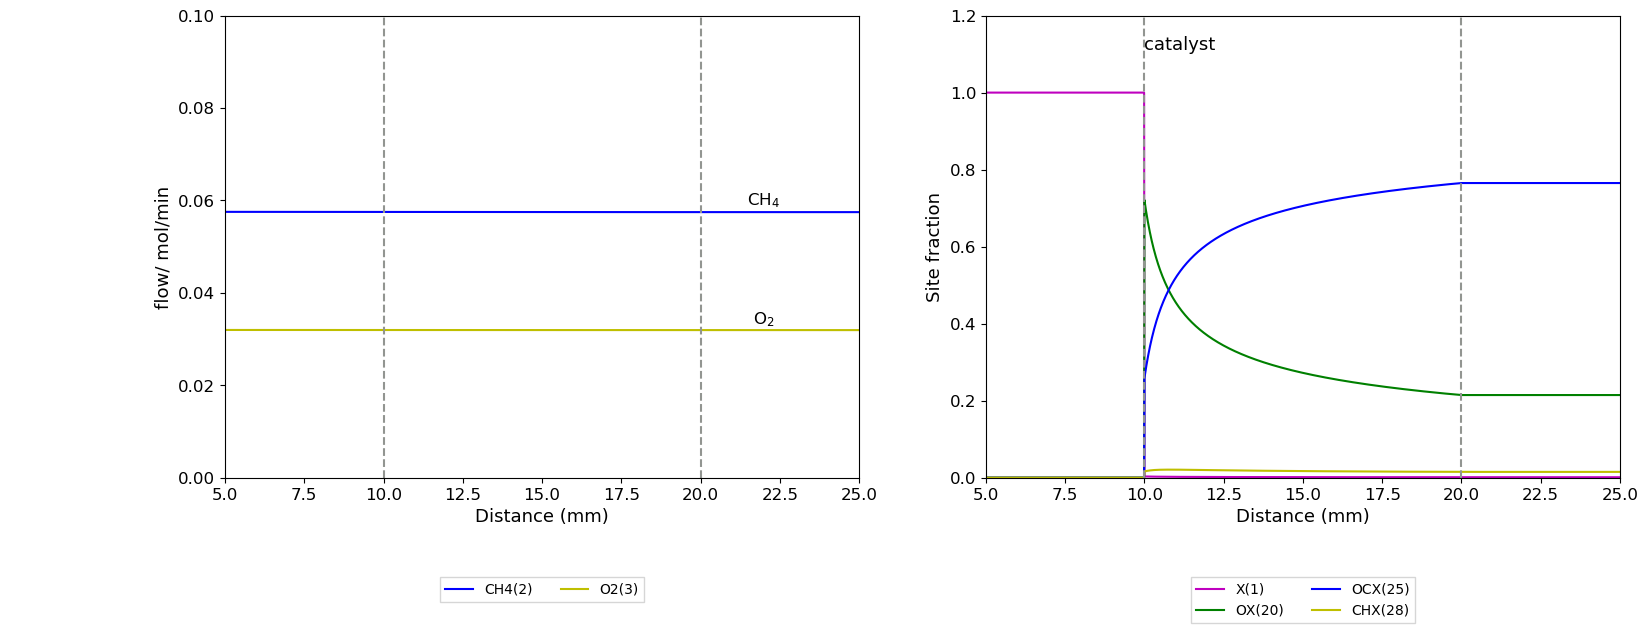 0.10
0.08
0.06
0.04
0.02
0.00
flow/ mol/min
CH4
O2
5.0 7.5 10.0 12.5 15.0 17.5 20.0 22.5 25.0
Distance (mm)
CH4(2) O2(3)
1.2
1.0
0.8
0.6
0.4
0.2
0.0
Site fraction
catalyst
5.0 7.5 10.0 12.5 15.0 17.5 20.0 22.5 25.0
Distance (mm)
X(1) OCX(25)
OX(20) CHX(28)